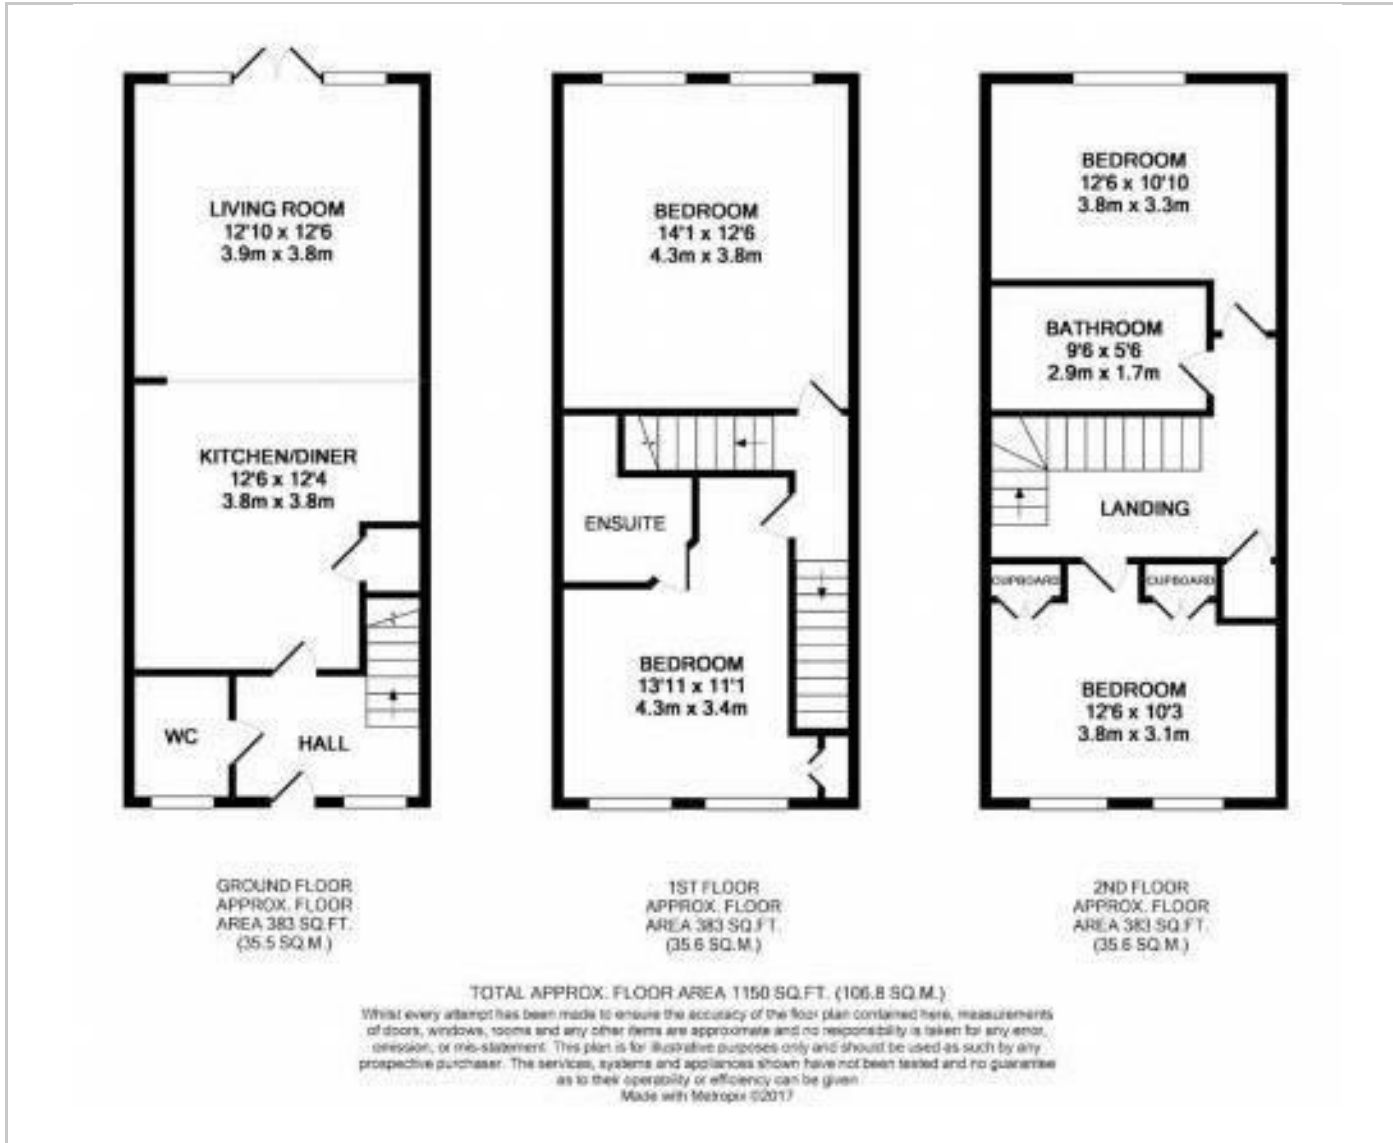 LIVING ROOM
12'10 x 12'6
3.9m x 3.8m
KITCHEN/DINER
12'6 x 12'4
3.8m x 3.8m
WC
HALL
GROUND FLOOR
APPROX. FLOOR
AREA 383 SQ.FT.
(35.5 SQ.M.)
BEDROOM
14'1 x 12'6
4.3m x 3.8m
ENSUITE
BEDROOM
13'11 x 11'1
4.3m x 3.4m
1ST FLOOR
APPROX. FLOOR
AREA 383 SQ.FT.
(35.6 SQ.M.)
BEDROOM
12'6 x 10'10
3.8m x 3.3m
BATHROOM
9'6 x 5'6
2.9m x 1.7m
LANDING
CUPBOARD
CUPBOARD
BEDROOM
12'6 x 10'3
3.8m x 3.1m
2ND FLOOR
APPROX. FLOOR
AREA 383 SQ.FT.
(35.6 SQ.M.)
TOTAL APPROX. FLOOR AREA 1150 SQ.FT. (106.8 SQ.M.)
Whilst every attempt has been made to ensure the accuracy of the floor plan contained here, measurements
of doors, windows, rooms and any other items are approximate and no responsibility is taken for any error,
omission, or mis-statement. This plan is for illustrative purposes only and should be used as such by any
prospective purchaser. The services, systems and appliances shown have not been tested and no guarantee
as to their operability or efficiency can be given
Made with Metropix ©2017